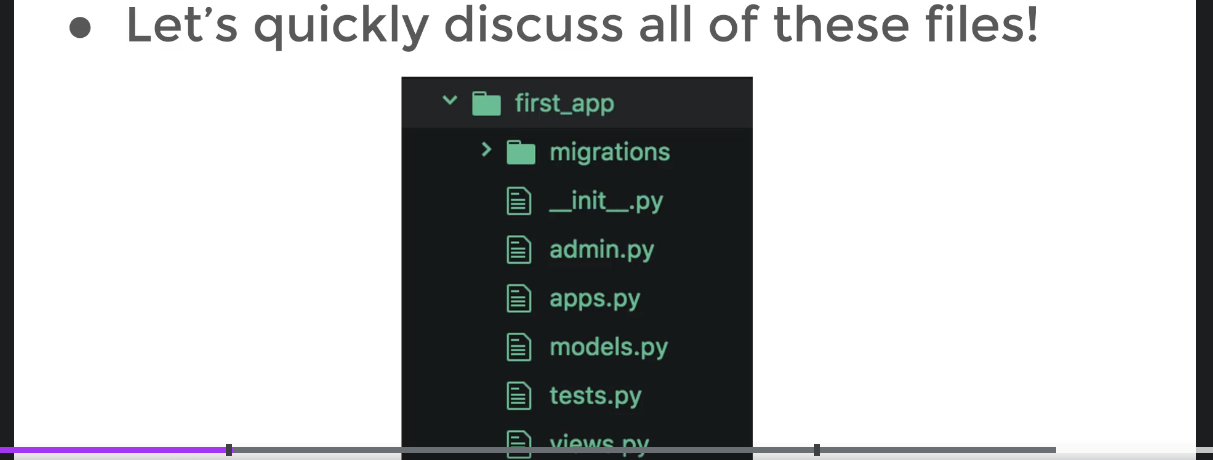 ● Let’s quickly discuss all of these files!
first_app
migrations
__init__.py
admin.py
apps.py
models.py
tests.py
views.py